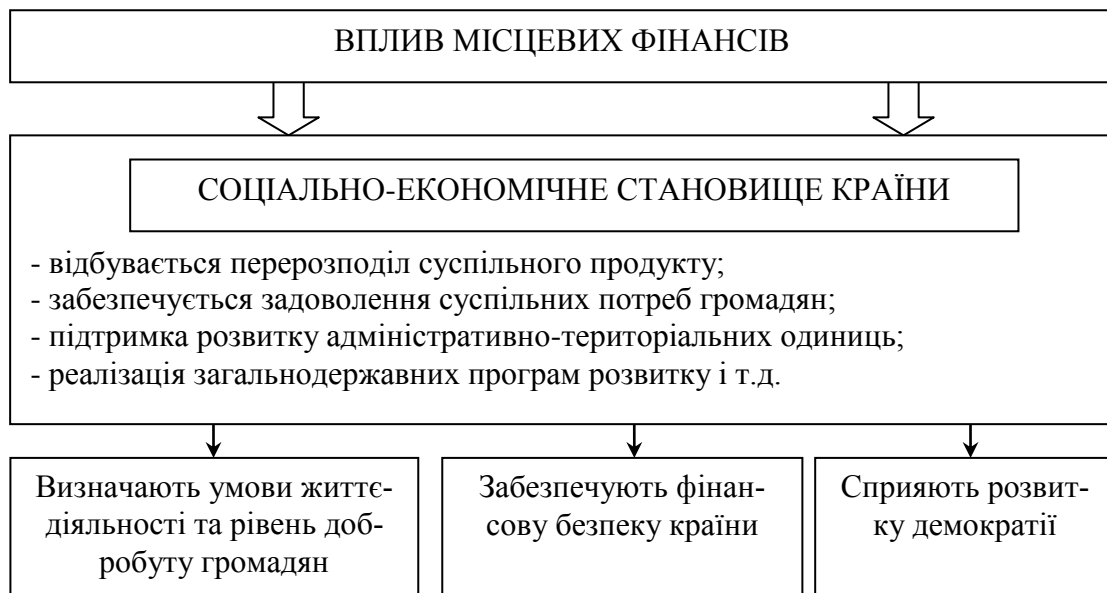 ВПЛИВ МІСЦЕВИХ ФІНАНСІВ
СОЦІАЛЬНО-ЕКОНОМІЧНЕ СТАНОВИЩЕ КРАЇНИ
- відбувається перерозподіл суспільного продукту;
- забезпечується задоволення суспільних потреб громадян;
- підтримка розвитку адміністративно-територіальних одиниць;
- реалізація загальнодержавних програм розвитку і т.д.
Визначають умови життє-
діяльності та рівень доб-
робуту громадян
Забезпечують фінан-
сову безпеку країни
Сприяють розвит-
ку демократії